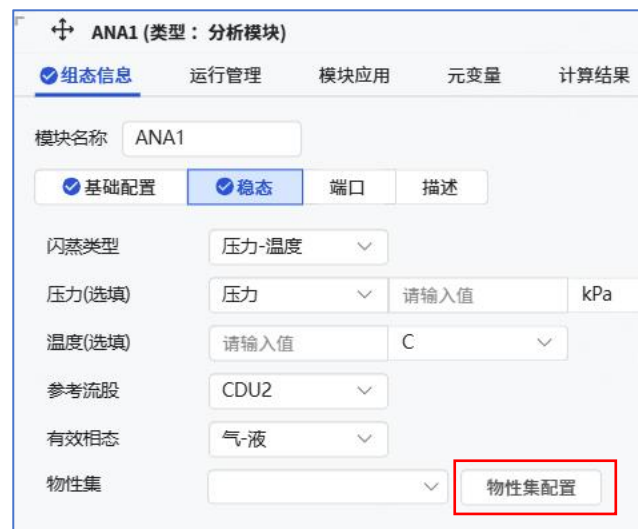 ANA1 (类型：分析模块)
组态信息 运行管理 模块应用 元变量 计算结果
模块名称 ANA1
基础配置 稳态 端口 描述
闪蒸类型 压力-温度
压力(选填) 压力 请输入值 kPa
温度(选填) 请输入值 C
参考流股 CDU2
有效相态 气-液
物性集 物性集配置